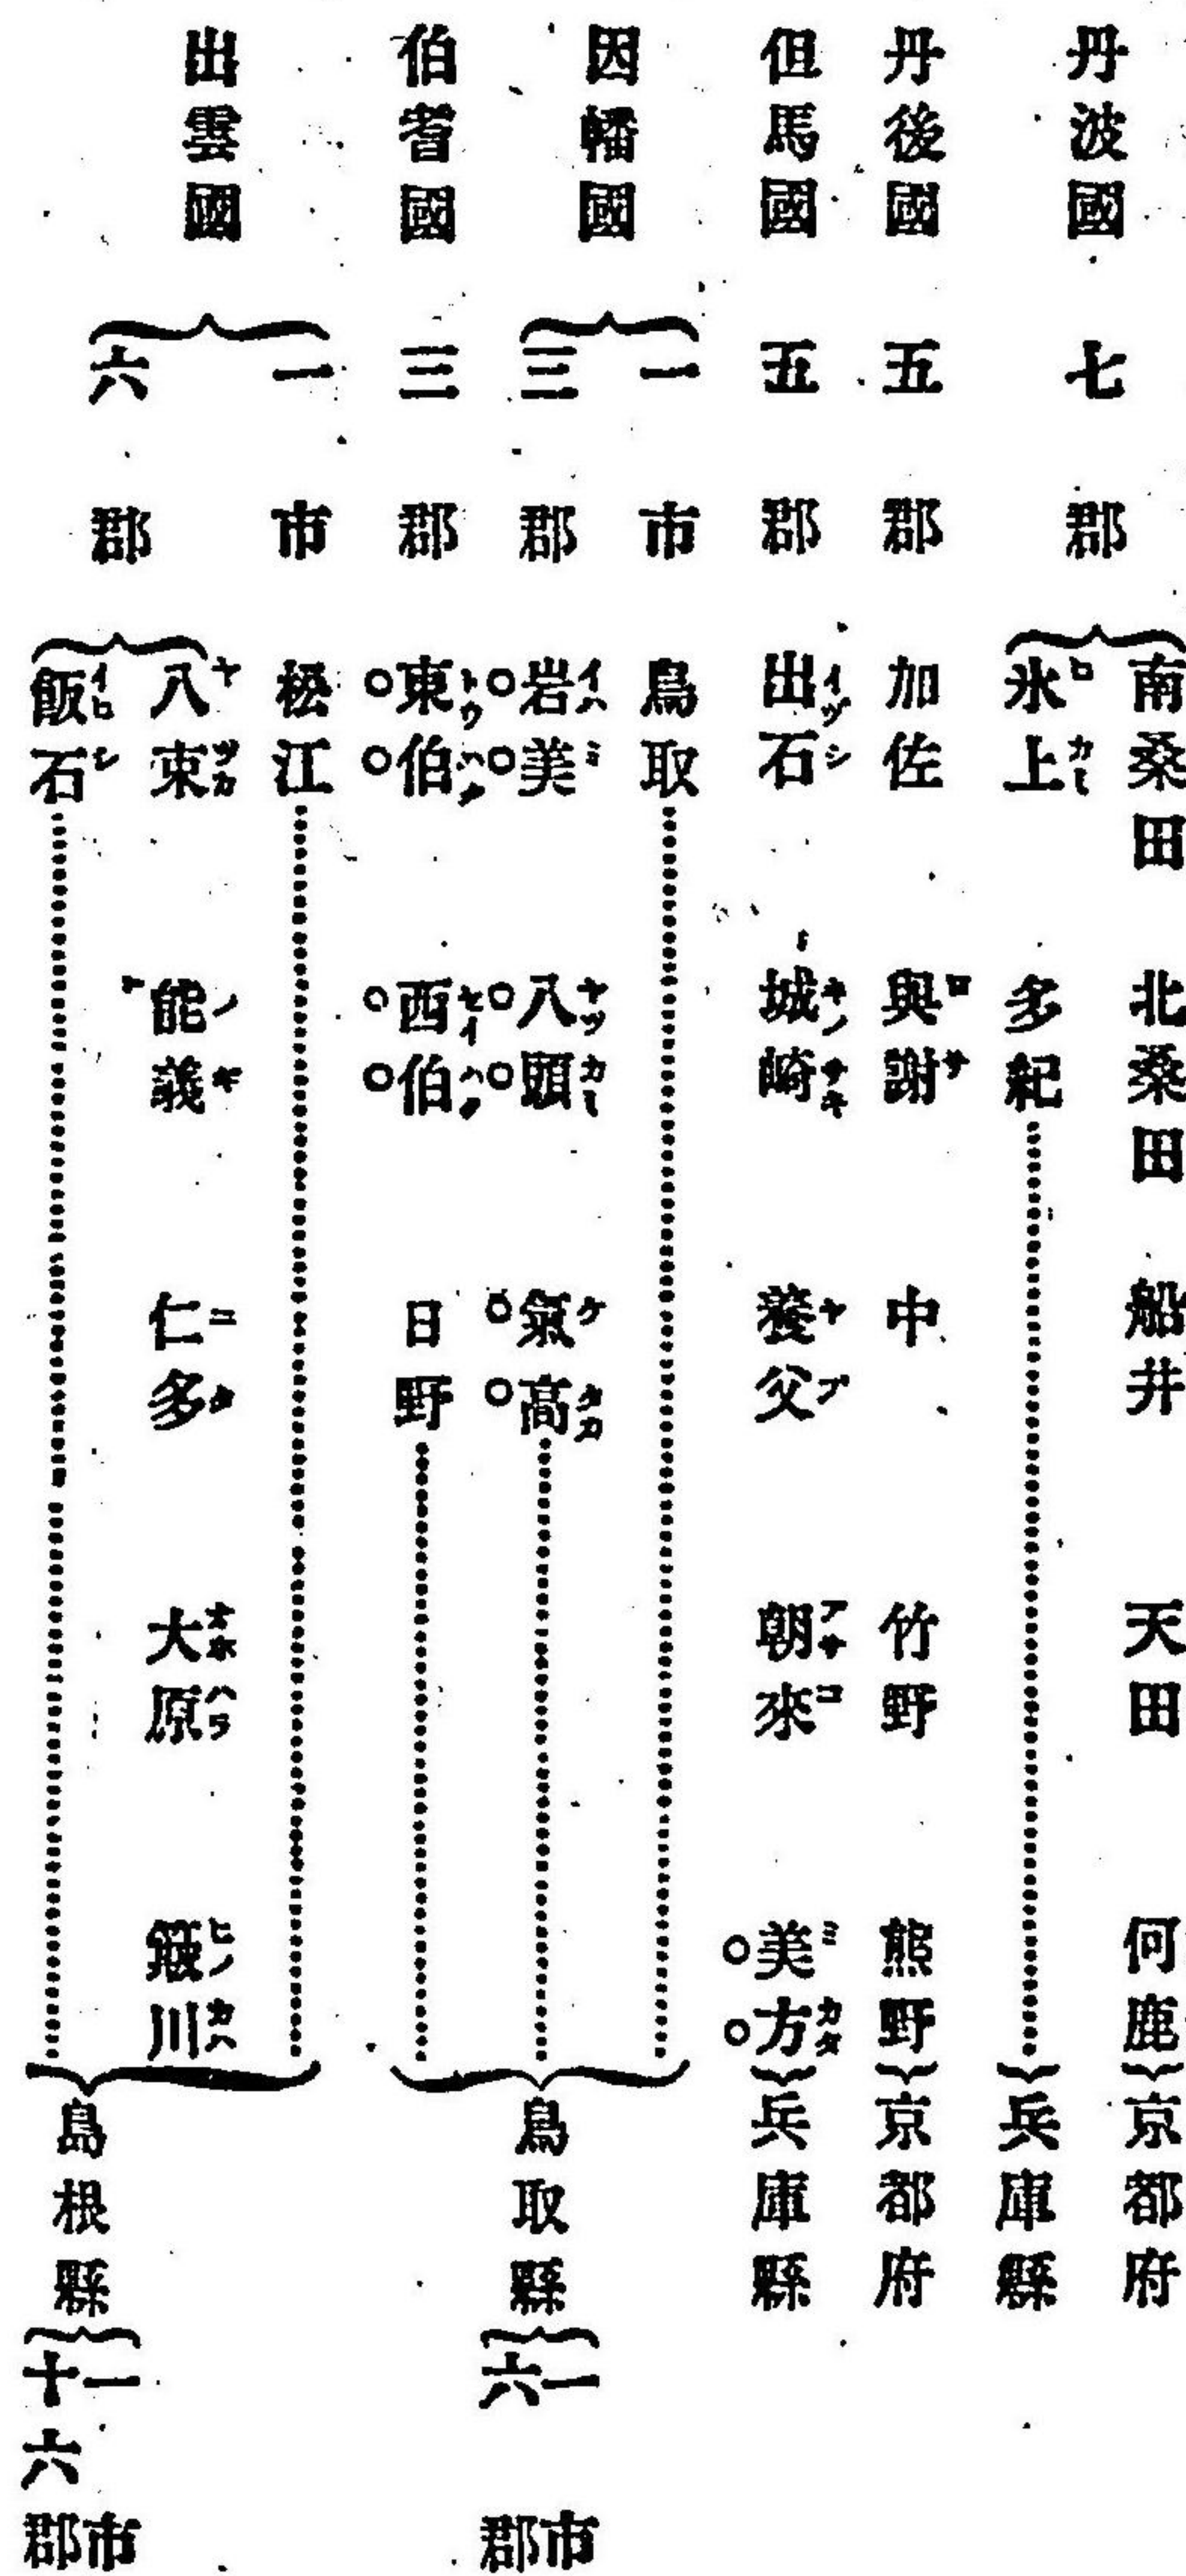 丹波國 七郡
南桑田 北桑田 船井 天田 何鹿 京都府
氷上 多紀 兵庫縣
丹後國 五郡 加佐 與謝 中 竹野 熊野 京都府
但馬國 五郡 出石 城崎 養父 朝來 美方 兵庫縣
因幡國
一市 鳥取
三郡 岩美 八頭 氣高
伯耆國 三郡 東伯 西伯 日野
鳥取縣
一市
六郡
出雲國
一市 松江
六郡
八束 能義 仁多 大原 簸川
飯石
島根縣
一市
十六郡